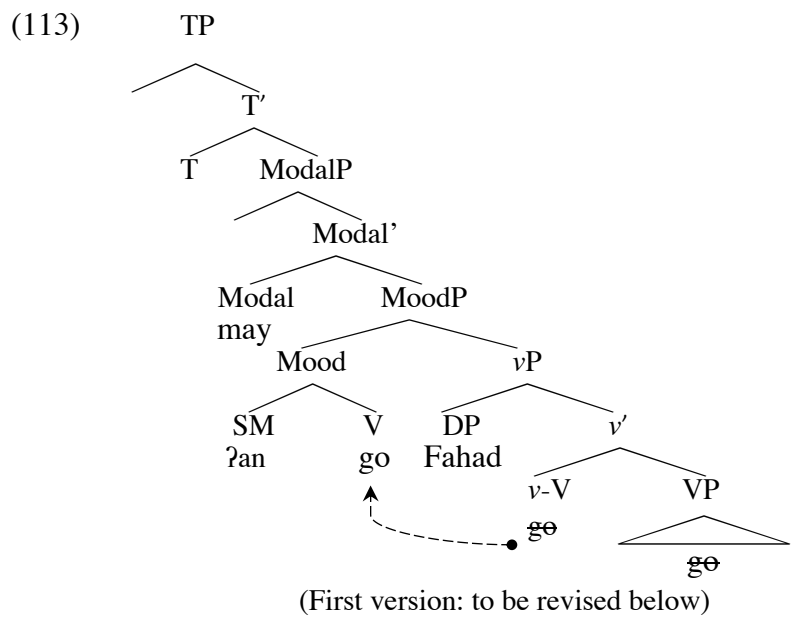 (113) TP
T′
T ModalP
Modal’
Modal MoodP
may
Mood vP
SM V DP v′
ʔan go Fahad
v-V VP
go
go
(First version: to be revised below)